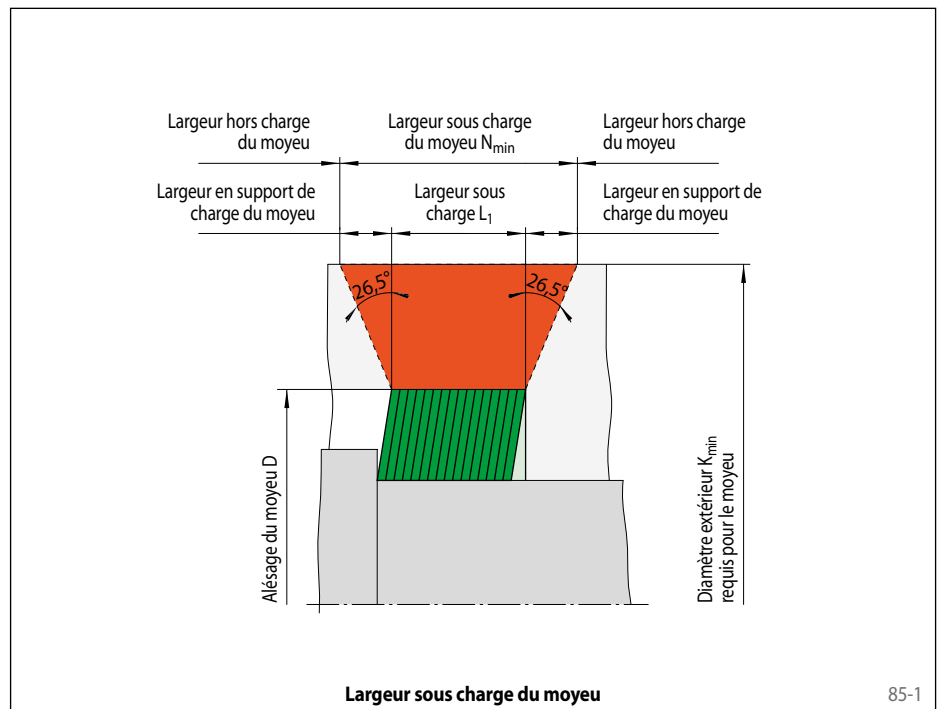 Largeur hors charge
du moyeu
Largeur sous charge
du moyeu Nmin
Largeur hors charge
du moyeu
Largeur en support de
charge du moyeu
Largeur sous
charge L1
Largeur en support de
charge du moyeu
26,5°
26,5°
Alésage du moyeu D
Diamètre extérieur Kmin
requis pour le moyeu
Largeur sous charge du moyeu
85-1